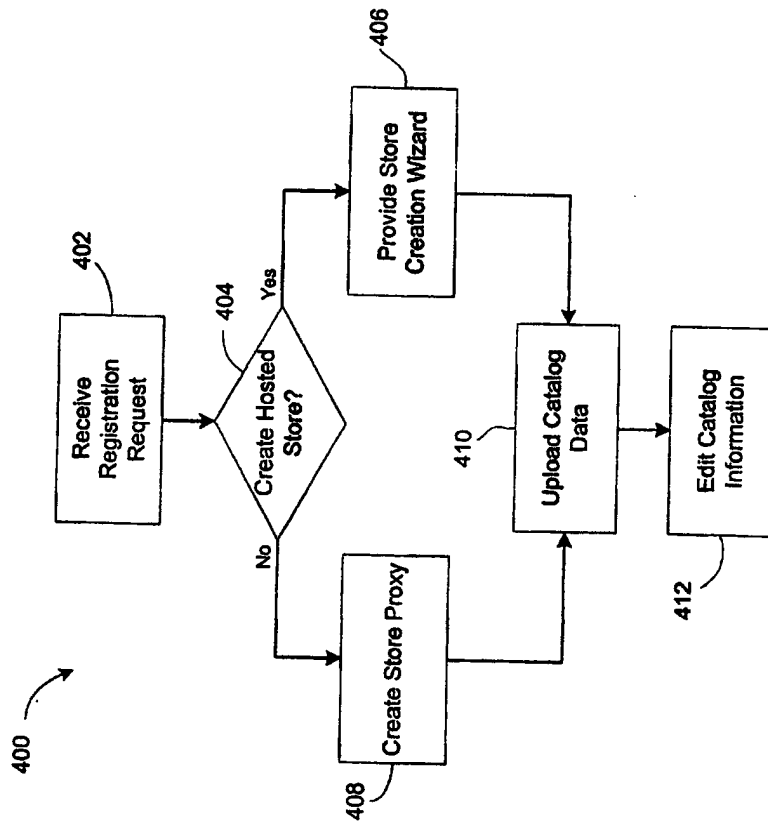 400
402
Receive
Registration
Request
404
Create Hosted
Store?
No
Yes
406
Provide Store
Creation Wizard
Create Store Proxy
408
410
Upload Catalog
Data
Edit Catalog
Information
412